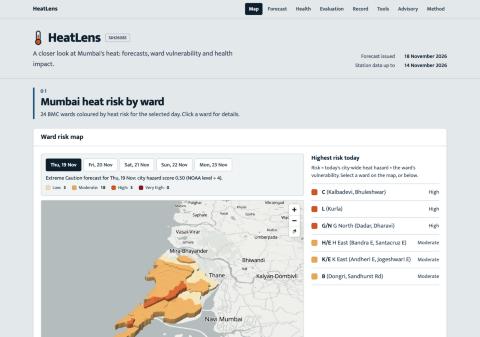 HeatLens
Map
Forecast
Health
Evaluation
Record
Tools
Advisory
Method
HeatLens
A closer look at Mumbai's heat: forecasts, ward vulnerability and health
impact.
Forecast issued 18 November 2026
Station data up to 14 November 2026
01
Mumbai heat risk by ward
24 BMC wards coloured by heat risk for the selected day. Click a ward for details.
Ward risk map
Thu, 19 Nov
Fri, 20 Nov
Sat, 21 Nov
Sun, 22 Nov
Mon, 23 Nov
Extreme Caution forecast for Thu, 19 Nov: city hazard score 0.50 (NOAA level ÷ 4).
Low 3 Moderate 18 High 3 Very high 0
Saphale
Vasai-Virar
Mira-Bhayander
Umberpada
Bhiwandi
Thane
Kalyan-Dombivli
Navi Mumbai
+
−
Highest risk today
Risk = today's city-wide heat hazard × the ward's
vulnerability. Select a ward on the map, or below.
C (Kalbadevi, Bhuleshwar) High
L (Kurla) High
G/N G North (Dadar, Dharavi) High
H/E H East (Bandra E, Santacruz E) Moderate
K/E K East (Andheri E, Jogeshwari E) Moderate
B (Dongri, Sandhurst Rd) Moderate